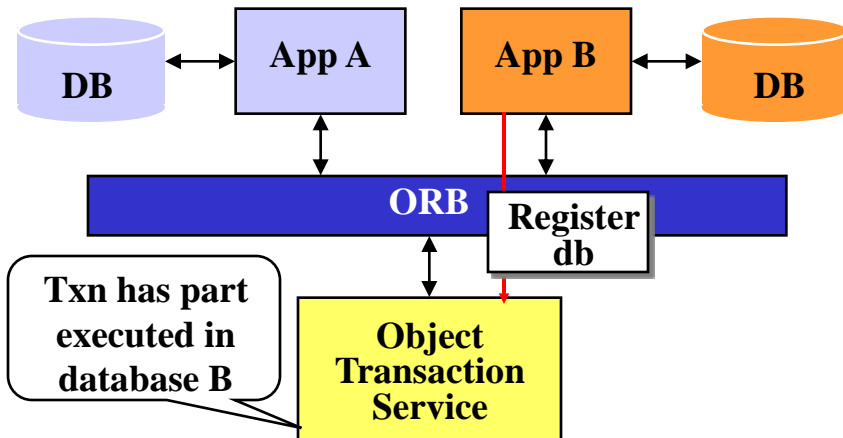 DB
App A
App B
DB
ORB
Register
db
Txn has part
executed in
database B
Object
Transaction
Service